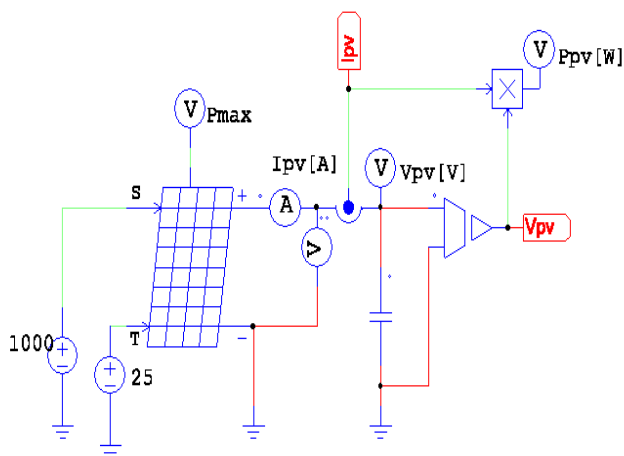 Ipv
V
Ppv[W]
V
Pmax
Ipv[A]
V
Vpv[V]
S
+
A
V
Vpv
T
−
1000
+
−
+
−
25